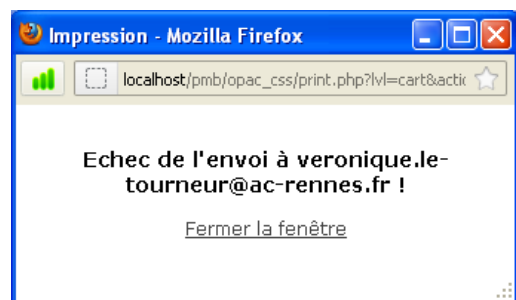 Impression - Mozilla Firefox
localhost/pmb/opac_css/print.php?lvl=cart&actic
Echec de l'envoi à veronique.le-
tourneur@ac-rennes.fr !
Fermer la fenêtre